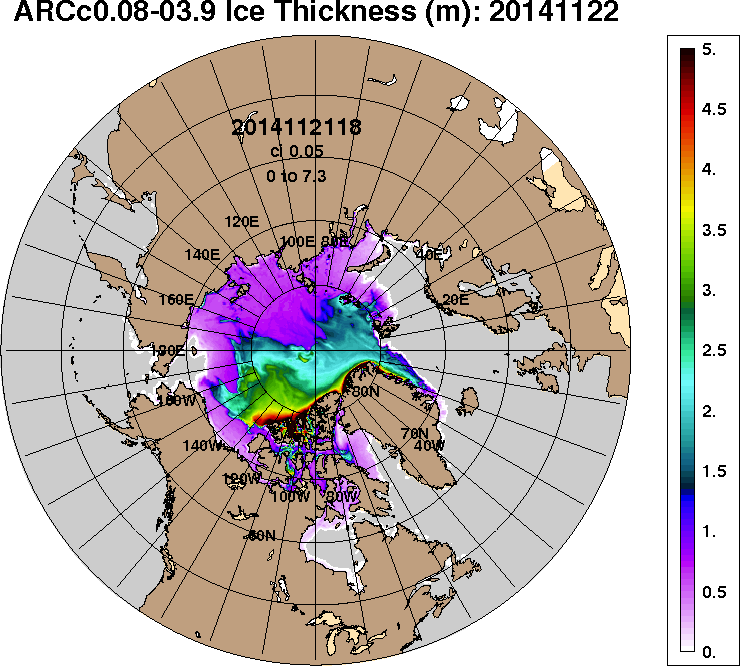 ARCc0.08-03.9 Ice Thickness (m): 20141122
2014112118
ci 0.05
0 to 7.3
120E
100E 80E
140E
40E
160E
20E
180E
160W
80N
140W
70N
40W
120W
100W 80W
60N
5.
4.5
4.
3.5
3.
2.5
2.
1.5
1.
0.5
0.